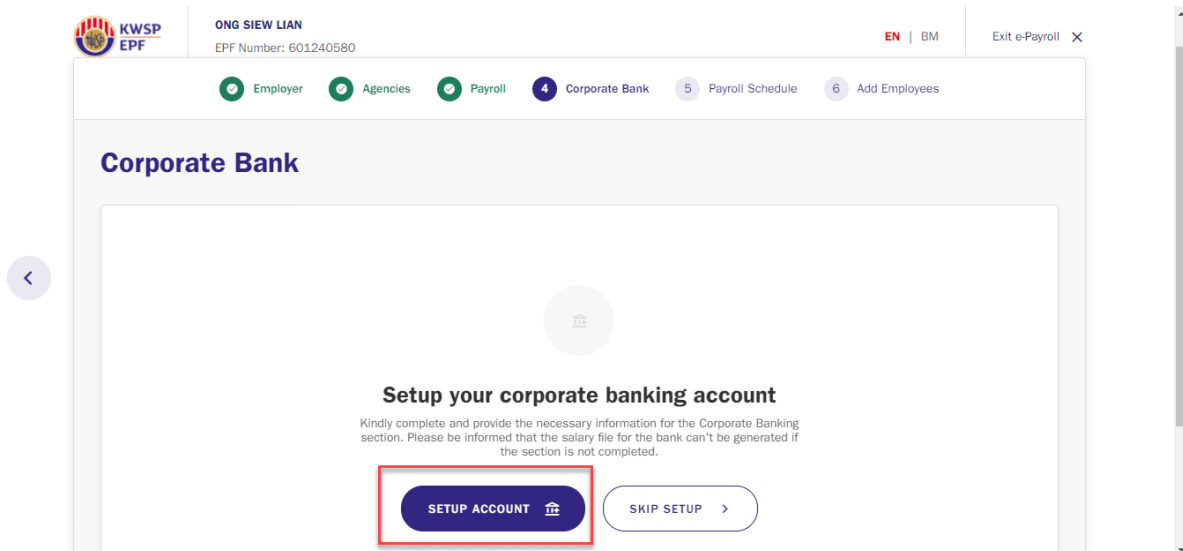 KWSP
EPF
ONG SIEW LIAN
EPF Number: 601240580
EN | BM
Exit e-Payroll
Employer
Agencies
Payroll
4 Corporate Bank
5 Payroll Schedule
6 Add Employees
Corporate Bank
Setup your corporate banking account
Kindly complete and provide the necessary information for the Corporate Banking
section. Please be informed that the salary file for the bank can't be generated if
the section is not completed.
SETUP ACCOUNT
SKIP SETUP